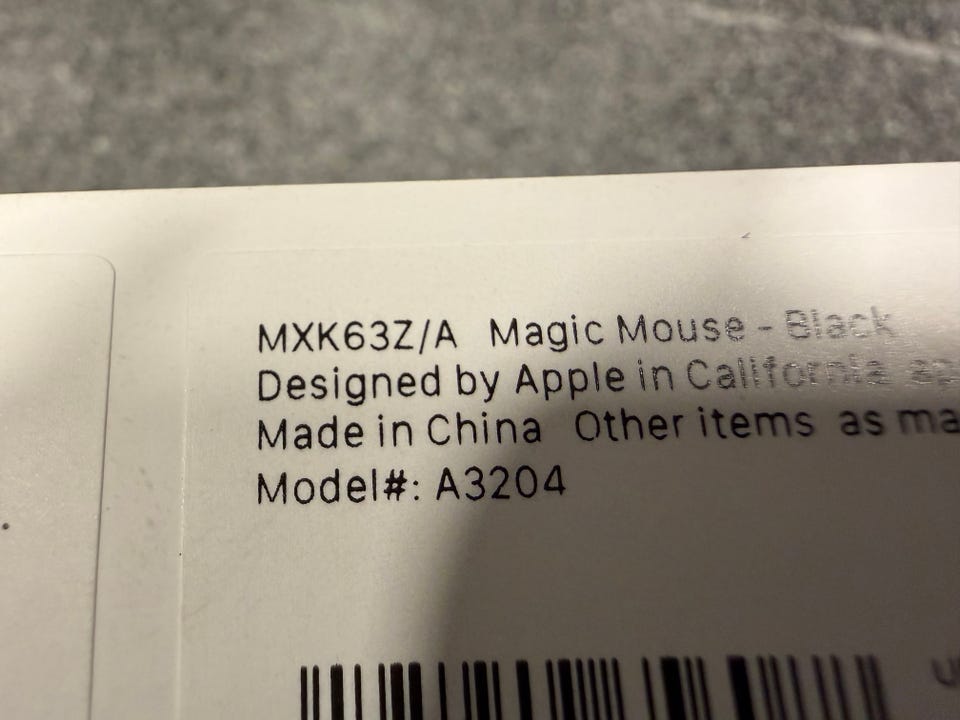 MXK63Z/A Magic Mouse - Black
Designed by Apple in California
Made in China Other items as
Model#: A3204